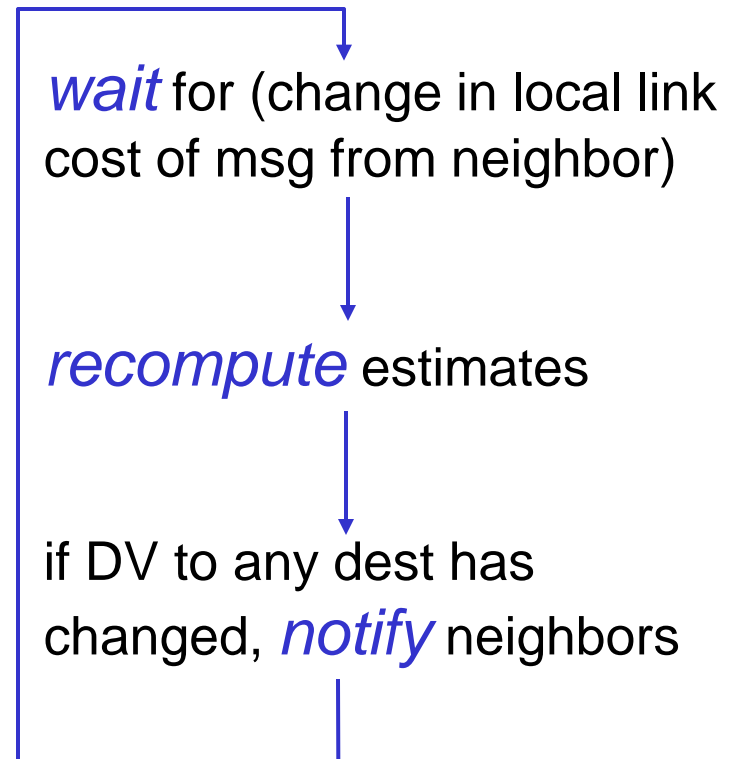 wait for (change in local link
cost of msg from neighbor)
recompute estimates
if DV to any dest has
changed, notify neighbors